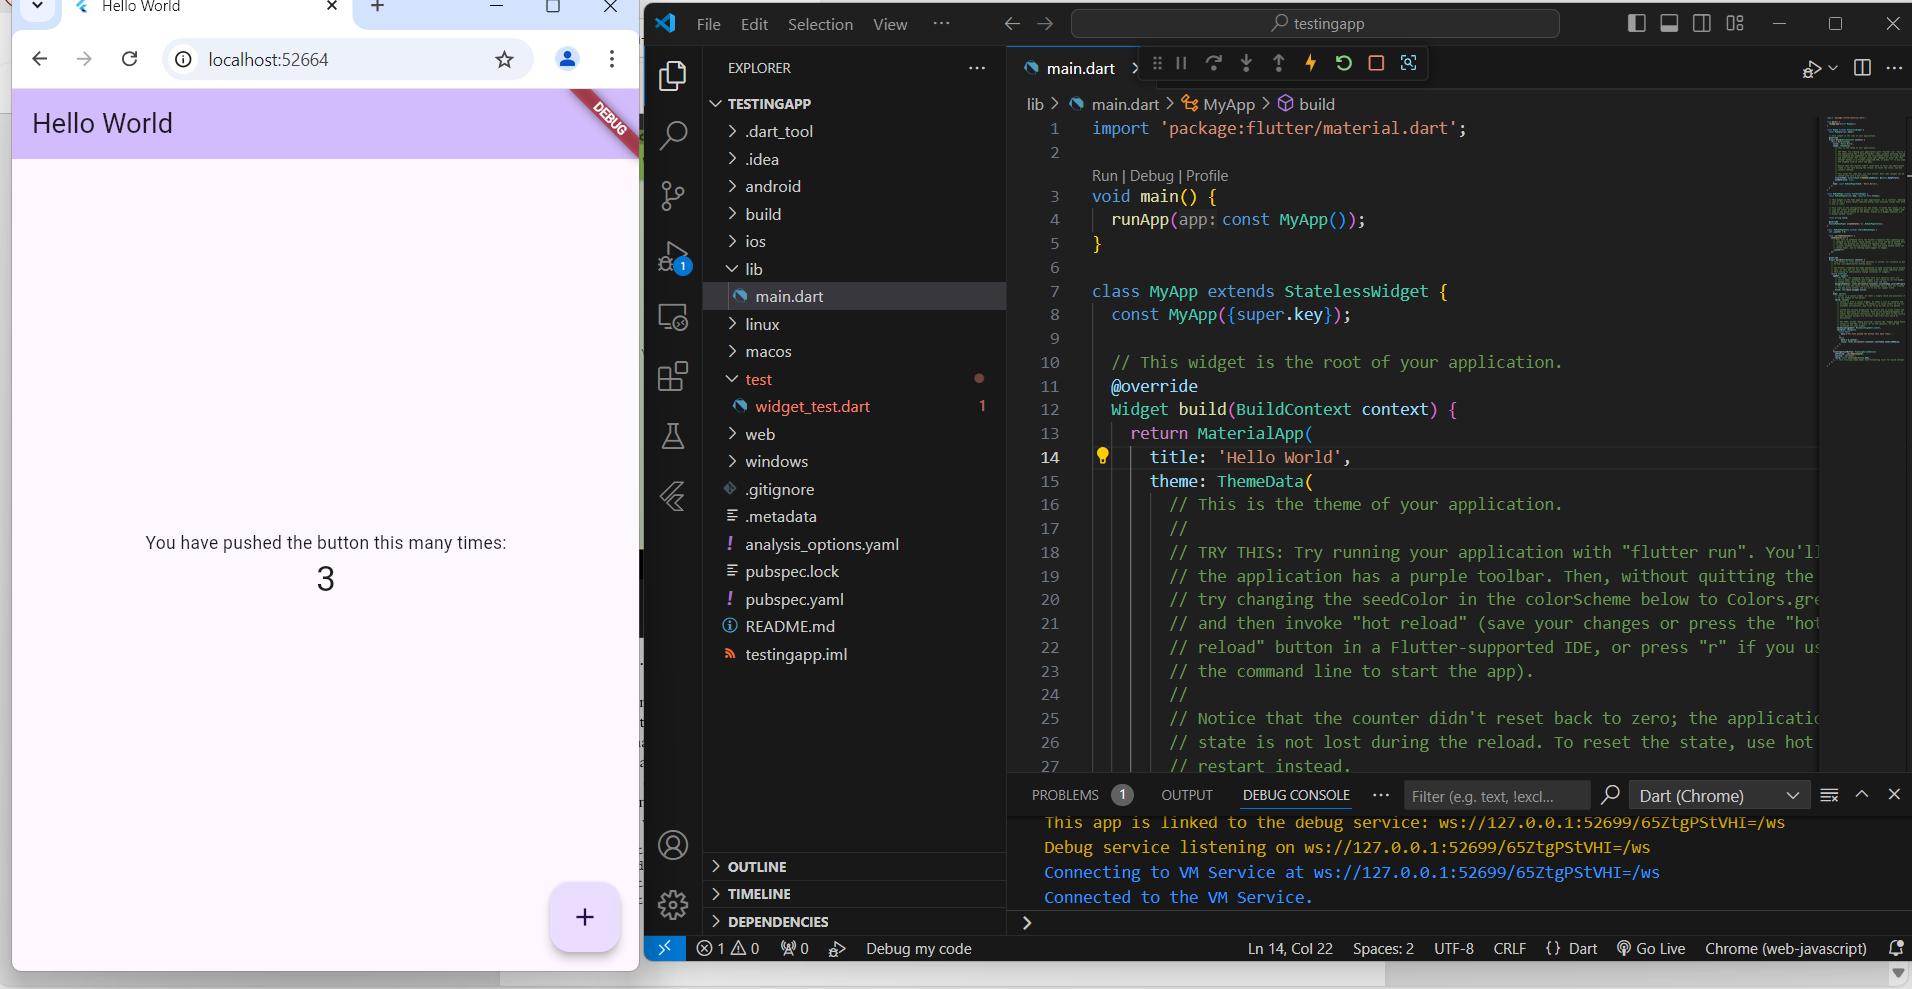 Hello World
localhost:52664
Hello World
DEBUG
You have pushed the button this many times:
3
File Edit Selection View
testingapp
EXPLORER
TESTINGAPP
.dart_tool
.idea
android
build
ios
lib
main.dart
linux
macos
test
widget_test.dart 1
web
windows
.gitignore
.metadata
analysis_options.yaml
pubspec.lock
pubspec.yaml
README.md
testingapp.iml
OUTLINE
TIMELINE
DEPENDENCIES
1
main.dart
lib > main.dart > MyApp > build
1 import 'package:flutter/material.dart';
2
Run | Debug | Profile
3 void main() {
4 runApp(app: const MyApp());
5 }
6
7 class MyApp extends StatelessWidget {
8 const MyApp({super.key});
9
10 // This widget is the root of your application.
11 @override
12 Widget build(BuildContext context) {
13 return MaterialApp(
14 title: 'Hello World',
15 theme: ThemeData(
16 // This is the theme of your application.
17 //
18 // TRY THIS: Try running your application with "flutter run". You'll
19 // the application has a purple toolbar. Then, without quitting the
20 // try changing the seedColor in the colorScheme below to Colors.gre
21 // and then invoke "hot reload" (save your changes or press the "hot
22 // reload" button in a Flutter-supported IDE, or press "r" if you us
23 // the command line to start the app).
24 //
25 // Notice that the counter didn't reset back to zero; the applicatio
26 // state is not lost during the reload. To reset the state, use hot
27 // restart instead.
PROBLEMS 1 OUTPUT DEBUG CONSOLE Filter (e.g. text, !excl... Dart (Chrome)
This app is linked to the debug service: ws://127.0.0.1:52699/65ZtgPStVHI=/ws
Debug service listening on ws://127.0.0.1:52699/65ZtgPStVHI=/ws
Connecting to VM Service at ws://127.0.0.1:52699/65ZtgPStVHI=/ws
Connected to the VM Service.
1 0 0 Debug my code Ln 14, Col 22 Spaces: 2 UTF-8 CRLF {} Dart Go Live Chrome (web-javascript)